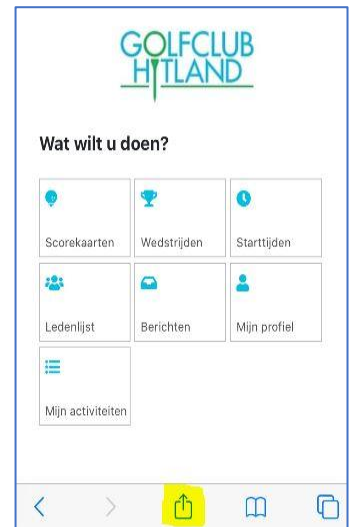 GOLFCLUB
HITLAND
Wat wilt u doen?
Scorekaarten
Wedstrijden
Starttijden
Ledenlijst
Berichten
Mijn profiel
Mijn activiteiten